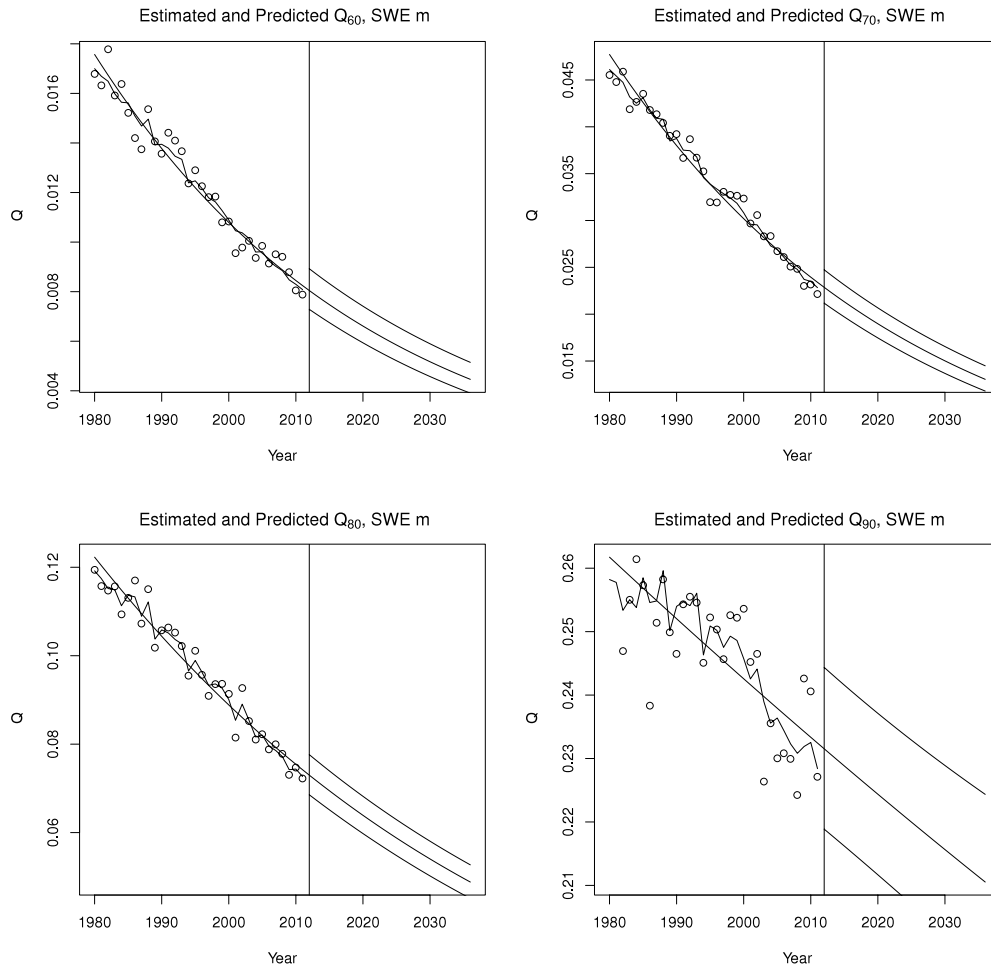 Estimated and Predicted Q60, SWE m
Q
0.004
0.008
0.012
0.016
1980 1990 2000 2010 2020 2030
Year
Estimated and Predicted Q70, SWE m
Q
0.015
0.025
0.035
0.045
1980 1990 2000 2010 2020 2030
Year
Estimated and Predicted Q80, SWE m
Q
0.06
0.08
0.10
0.12
1980 1990 2000 2010 2020 2030
Year
Estimated and Predicted Q90, SWE m
Q
0.21
0.22
0.23
0.24
0.25
0.26
1980 1990 2000 2010 2020 2030
Year